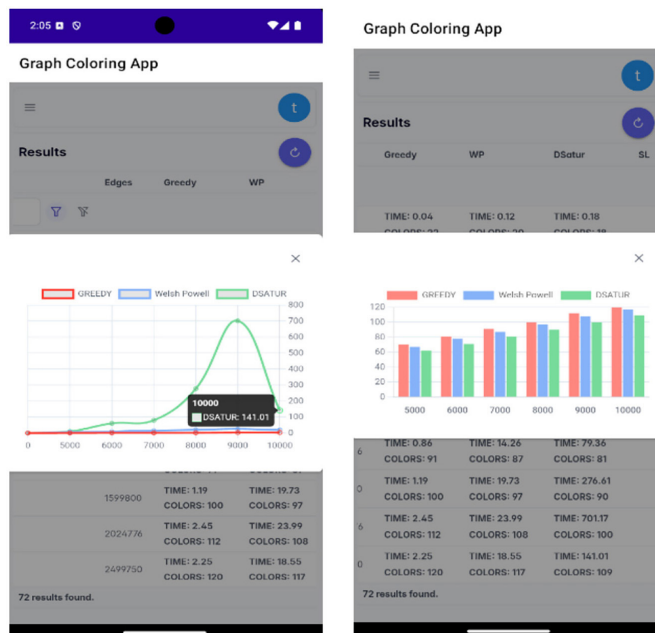 2:05
Graph Coloring App
t
Results
Edges Greedy WP
×
GREEDY Welsh Powell DSATUR
800
700
600
500
400
300
200
100
0
10000
DSATUR: 141.01
0 5000 6000 7000 8000 9000 10000
1599800 TIME: 1.19 TIME: 19.73
COLORS: 100 COLORS: 97
2024776 TIME: 2.45 TIME: 23.99
COLORS: 112 COLORS: 108
2499750 TIME: 2.25 TIME: 18.55
COLORS: 120 COLORS: 117
72 results found.
Graph Coloring App
t
Results
Greedy WP DSatur SL
TIME: 0.04 TIME: 0.12 TIME: 0.18
×
GREEDY Welsh Powell DSATUR
120
100
80
60
40
20
0
5000 6000 7000 8000 9000 10000
6 TIME: 0.86 TIME: 14.26 TIME: 79.36
COLORS: 91 COLORS: 87 COLORS: 81
0 TIME: 1.19 TIME: 19.73 TIME: 276.61
COLORS: 100 COLORS: 97 COLORS: 90
6 TIME: 2.45 TIME: 23.99 TIME: 701.17
COLORS: 112 COLORS: 108 COLORS: 100
0 TIME: 2.25 TIME: 18.55 TIME: 141.01
COLORS: 120 COLORS: 117 COLORS: 109
72 results found.